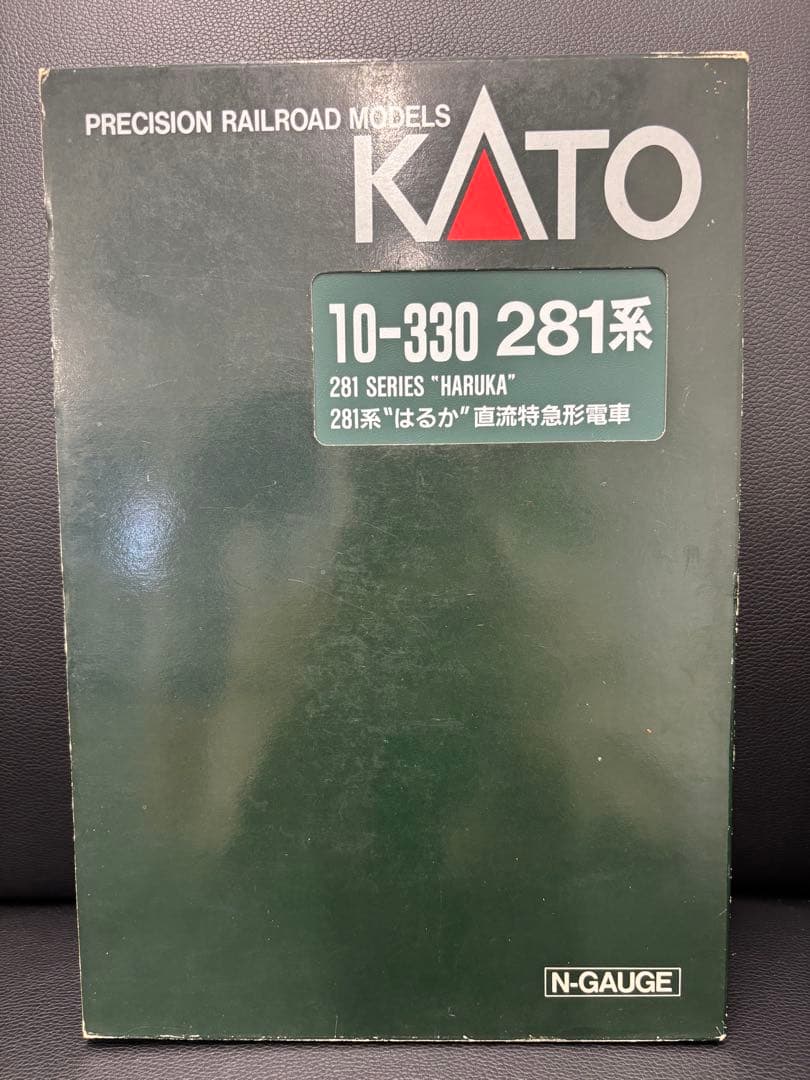 PRECISION RAILROAD MODELS
KATO
10-330 281系
281 SERIES "HARUKA"
281系"はるか"直流特急形電車
N-GAUGE